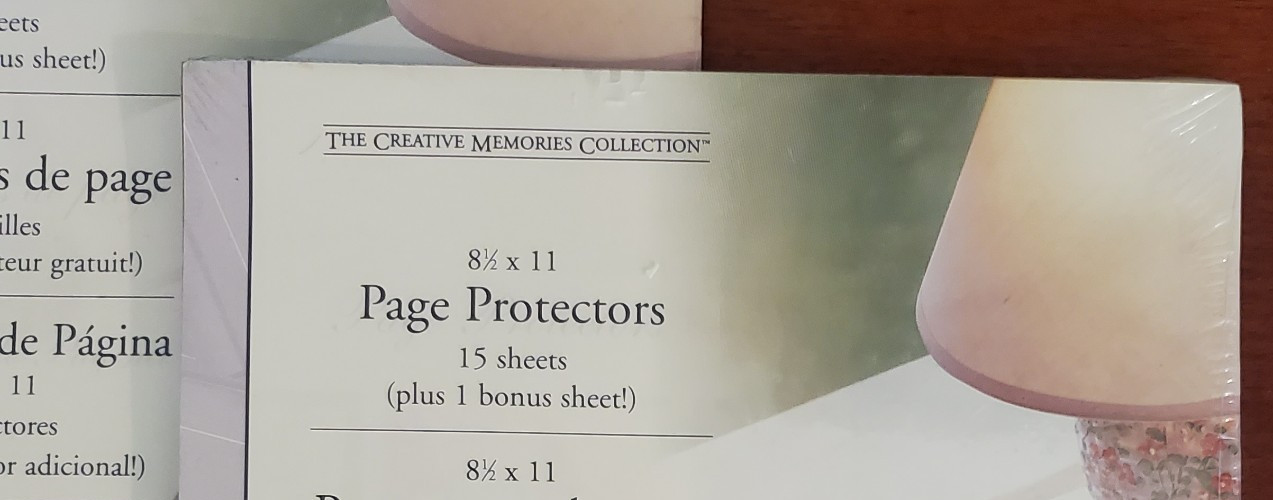 eets
us sheet!)
11
s de page
illes
teur gratuit!)
de Página
11
ctores
or adicional!)
THE CREATIVE MEMORIES COLLECTION™
8½ x 11
Page Protectors
15 sheets
(plus 1 bonus sheet!)
8½ x 11